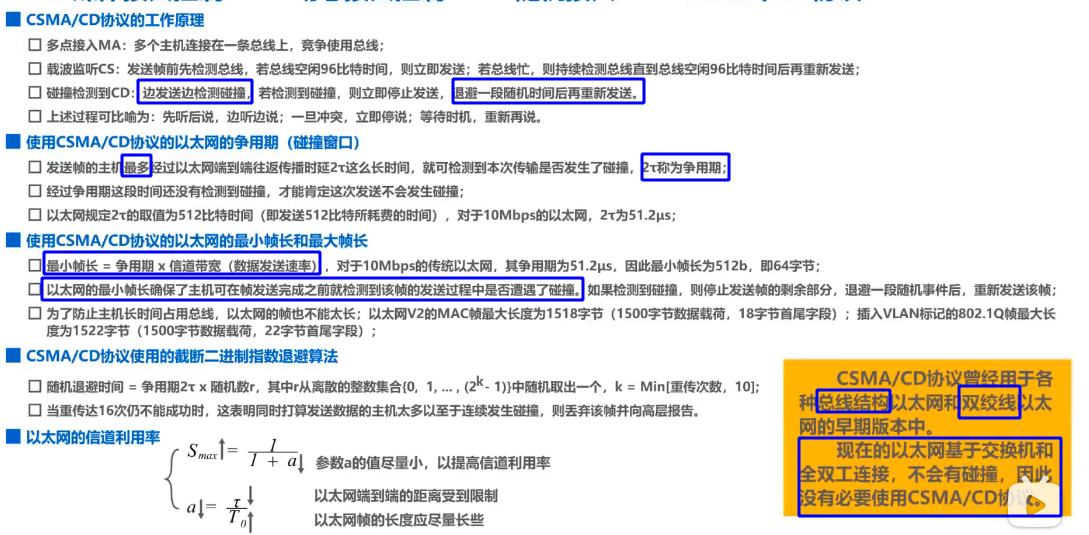 CSMA/CD协议的工作原理
多点接入MA：多个主机连接在一条总线上，竞争使用总线；
载波监听CS：发送帧前先检测总线，若总线空闲96比特时间，则立即发送；若总线忙，则持续检测总线直到总线空闲96比特时间后再重新发送；
碰撞检测到CD：边发送边检测碰撞，若检测到碰撞，则立即停止发送，退避一段随机时间后再重新发送。
上述过程可比喻为：先听后说，边听边说；一旦冲突，立即停说；等待时机，重新再说。
使用CSMA/CD协议的以太网的争用期（碰撞窗口）
发送帧的主机最多经过以太网端到端往返传播时延2τ这么长时间，就可检测到本次传输是否发生了碰撞，2τ称为争用期；
经过争用期这段时间还没有检测到碰撞，才能肯定这次发送不会发生碰撞；
以太网规定2τ的取值为512比特时间（即发送512比特所耗费的时间），对于10Mbps的以太网，2τ为51.2μs；
使用CSMA/CD协议的以太网的最小帧长和最大帧长
最小帧长 = 争用期 x 信道带宽（数据发送速率），对于10Mbps的传统以太网，其争用期为51.2μs，因此最小帧长为512b，即64字节；
以太网的最小帧长确保了主机可在帧发送完成之前就检测到该帧的发送过程中是否遭遇了碰撞。如果检测到碰撞，则停止发送帧的剩余部分，退避一段随机事件后，重新发送该帧；
为了防止主机长时间占用总线，以太网的帧也不能太长；以太网V2的MAC帧最大长度为1518字节（1500字节数据载荷，18字节首尾字段）；插入VLAN标记的802.1Q帧最大长
度为1522字节（1500字节数据载荷，22字节首尾字段）；
CSMA/CD协议使用的截断二进制指数退避算法
随机退避时间 = 争用期2τ x 随机数r，其中r从离散的整数集合{0, 1, ... , (2^k - 1)}中随机取出一个，k = Min[重传次数，10]；
当重传达16次仍不能成功时，这表明同时打算发送数据的主机太多以至于连续发生碰撞，则丢弃该帧并向高层报告。
以太网的信道利用率
Smax↑= 1 / 1 + a↓ 参数a的值尽量小，以提高信道利用率
a↓= τ↓ / T0↑ 以太网端到端的距离受到限制
以太网帧的长度应尽量长些
CSMA/CD协议曾经用于各
种总线结构以太网和双绞线以太
网的早期版本中。
现在的以太网基于交换机和
全双工连接，不会有碰撞，因此
没有必要使用CSMA/CD协议。